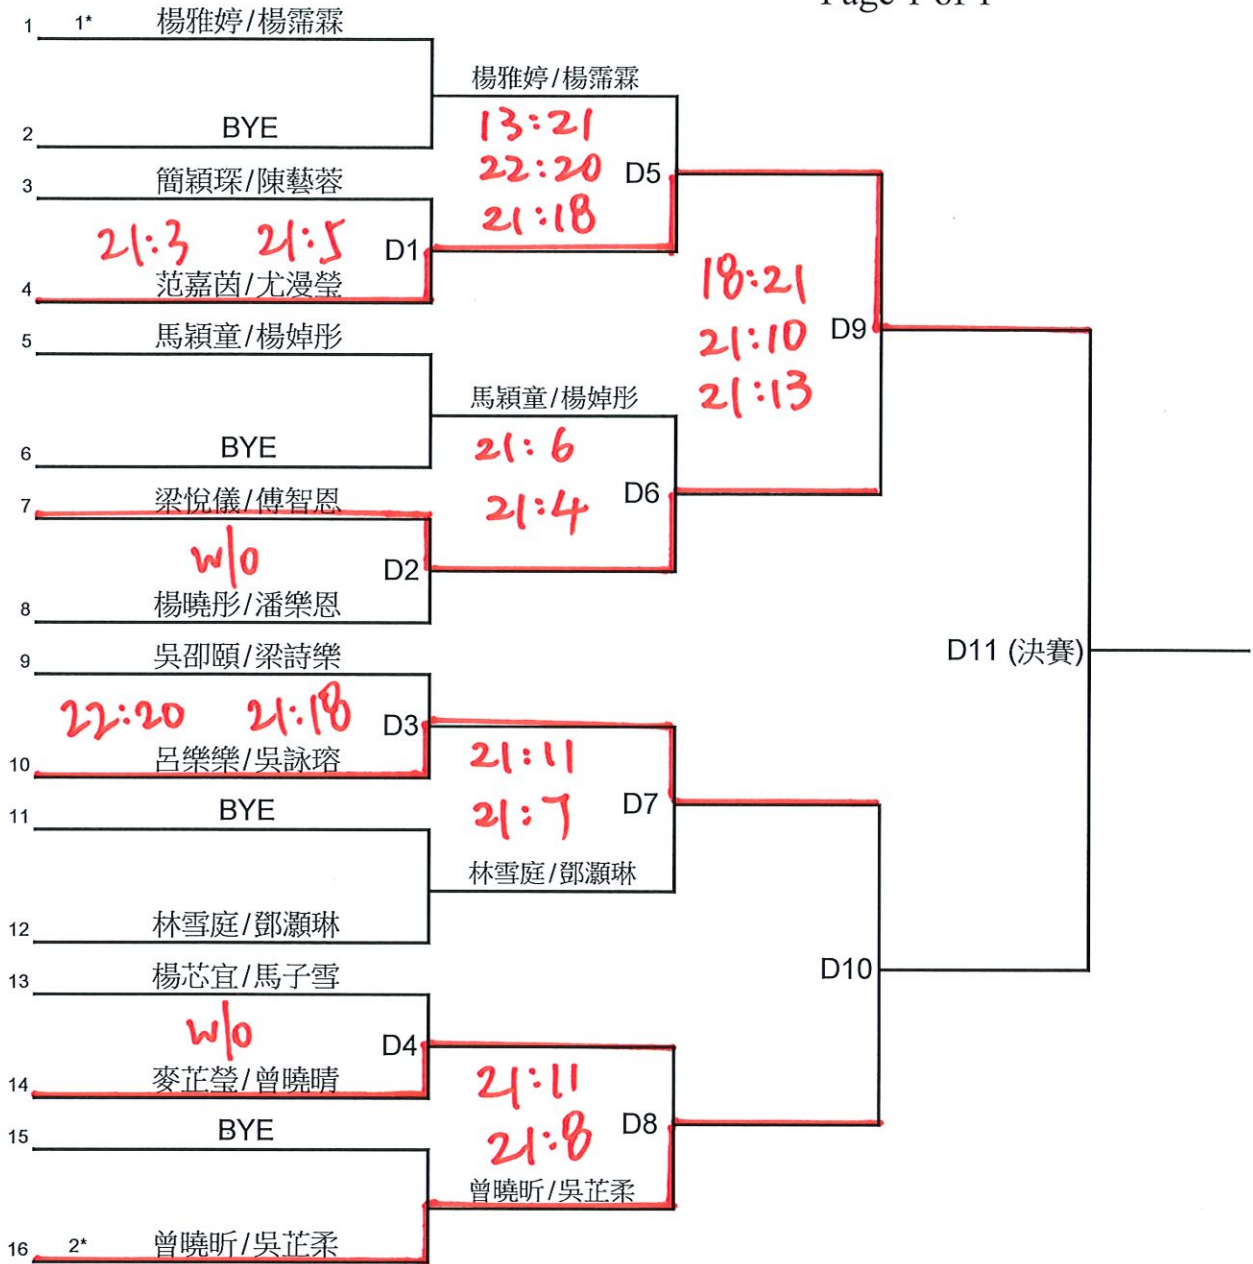 Page 1 of 1
1 1* 楊雅婷/楊霈霖
楊雅婷/楊霈霖
2 BYE
13:21
22:20
21:18
D5
3 簡穎琛/陳藝蓉
21:3 21:5 D1
4 范嘉茵/尤漫瑩
18:21
21:10
21:13
D9
5 馬穎童/楊婥彤
馬穎童/楊婥彤
6 BYE
21:6
21:4
D6
7 梁悅儀/傅智恩
w/o D2
8 楊曉彤/潘樂恩
D11 (決賽)
9 吳卲頤/梁詩樂
22:20 21:18 D3
10 呂樂樂/吳詠瑢
21:11
21:7
D7
11 BYE
林雪庭/鄧灝琳
12 林雪庭/鄧灝琳
D10
13 楊芯宜/馬子雪
w/o D4
14 麥芷瑩/曾曉晴
21:11
21:8
D8
15 BYE
曾曉昕/吳芷柔
16 2* 曾曉昕/吳芷柔